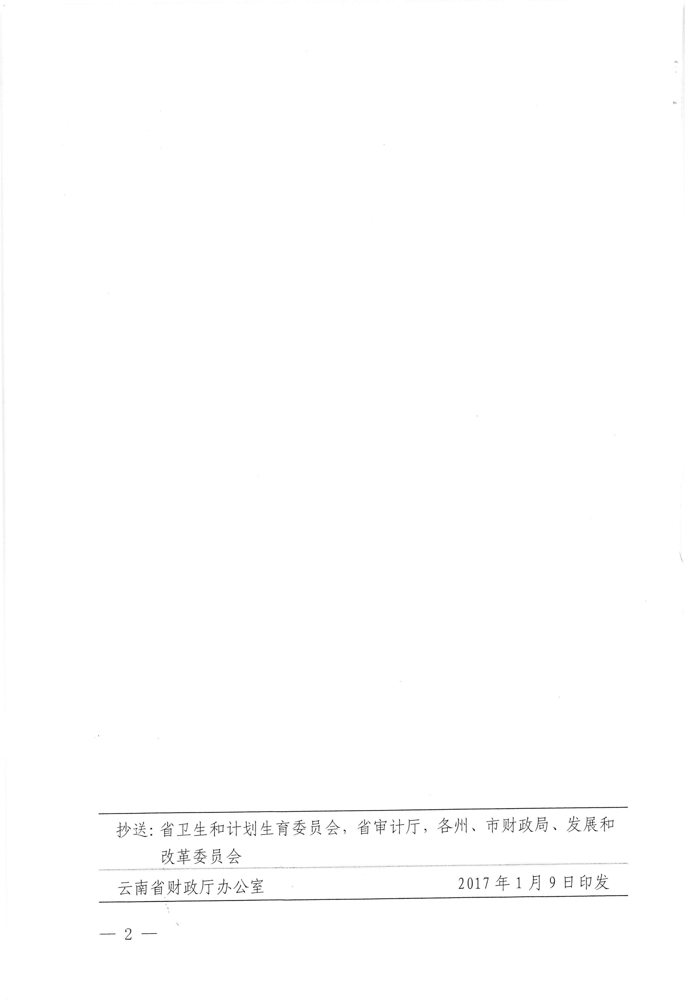 抄送：省卫生和计划生育委员会，省审计厅，各州、市财政局、发展和
改革委员会
云南省财政厅办公室 2017年1月9日印发
— 2 —